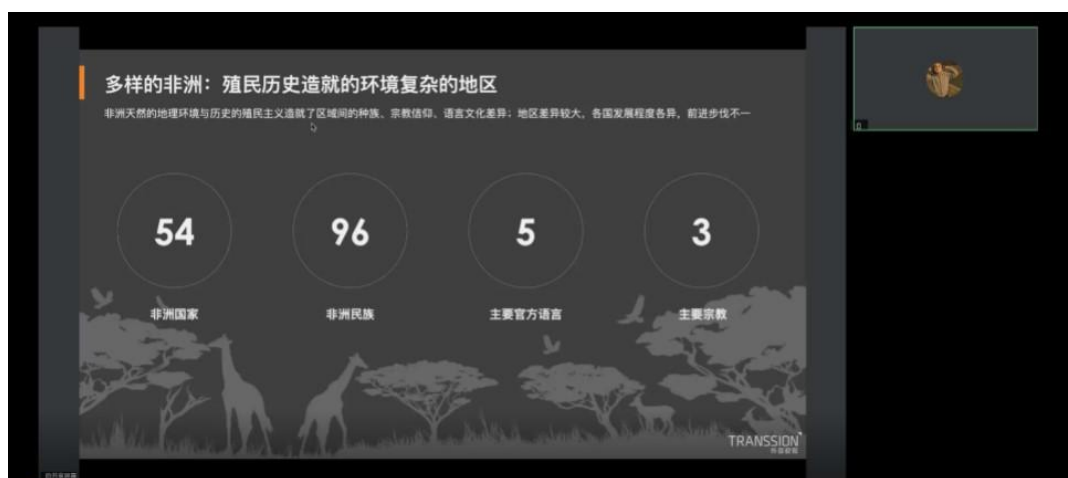 多样的非洲：殖民历史造就的环境复杂的地区
非洲天然的地理环境与历史的殖民主义造就了区域间的种族、宗教信仰、语言文化差异；地区差异较大，各国发展程度各异，前进步伐不一
54
96
5
3
非洲国家
非洲民族
主要官方语言
主要宗教
TRANSSION
传音控股